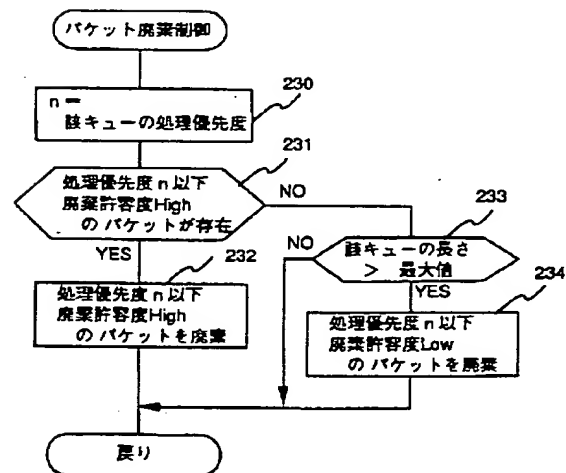 パケット廃棄制御
230
n =
該キューの処理優先度
231
処理優先度 n 以下
廃棄許容度High
のパケットが存在
NO
YES
232
処理優先度 n 以下
廃棄許容度High
のパケットを廃棄
233
NO
該キューの長さ
> 最大値
YES
234
処理優先度 n 以下
廃棄許容度Low
のパケットを廃棄
戻り